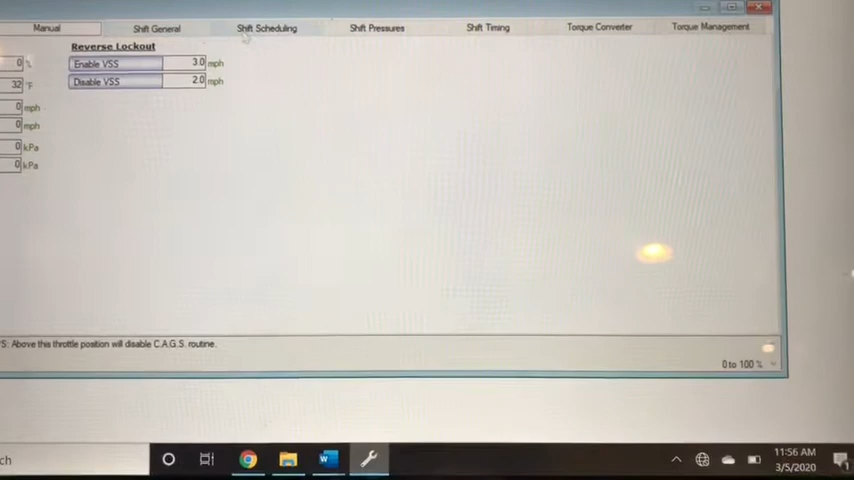 Manual Shift General Shift Scheduling Shift Pressures Shift Timing Torque Converter Torque Management
Reverse Lockout
0 %
Enable VSS 3.0 mph
32 °F
Disable VSS 2.0 mph
0 mph
0 mph
0 kPa
0 kPa
S: Above this throttle position will disable C.A.G.S. routine.
0 to 100 %
ch
W
11:56 AM
3/5/2020
1